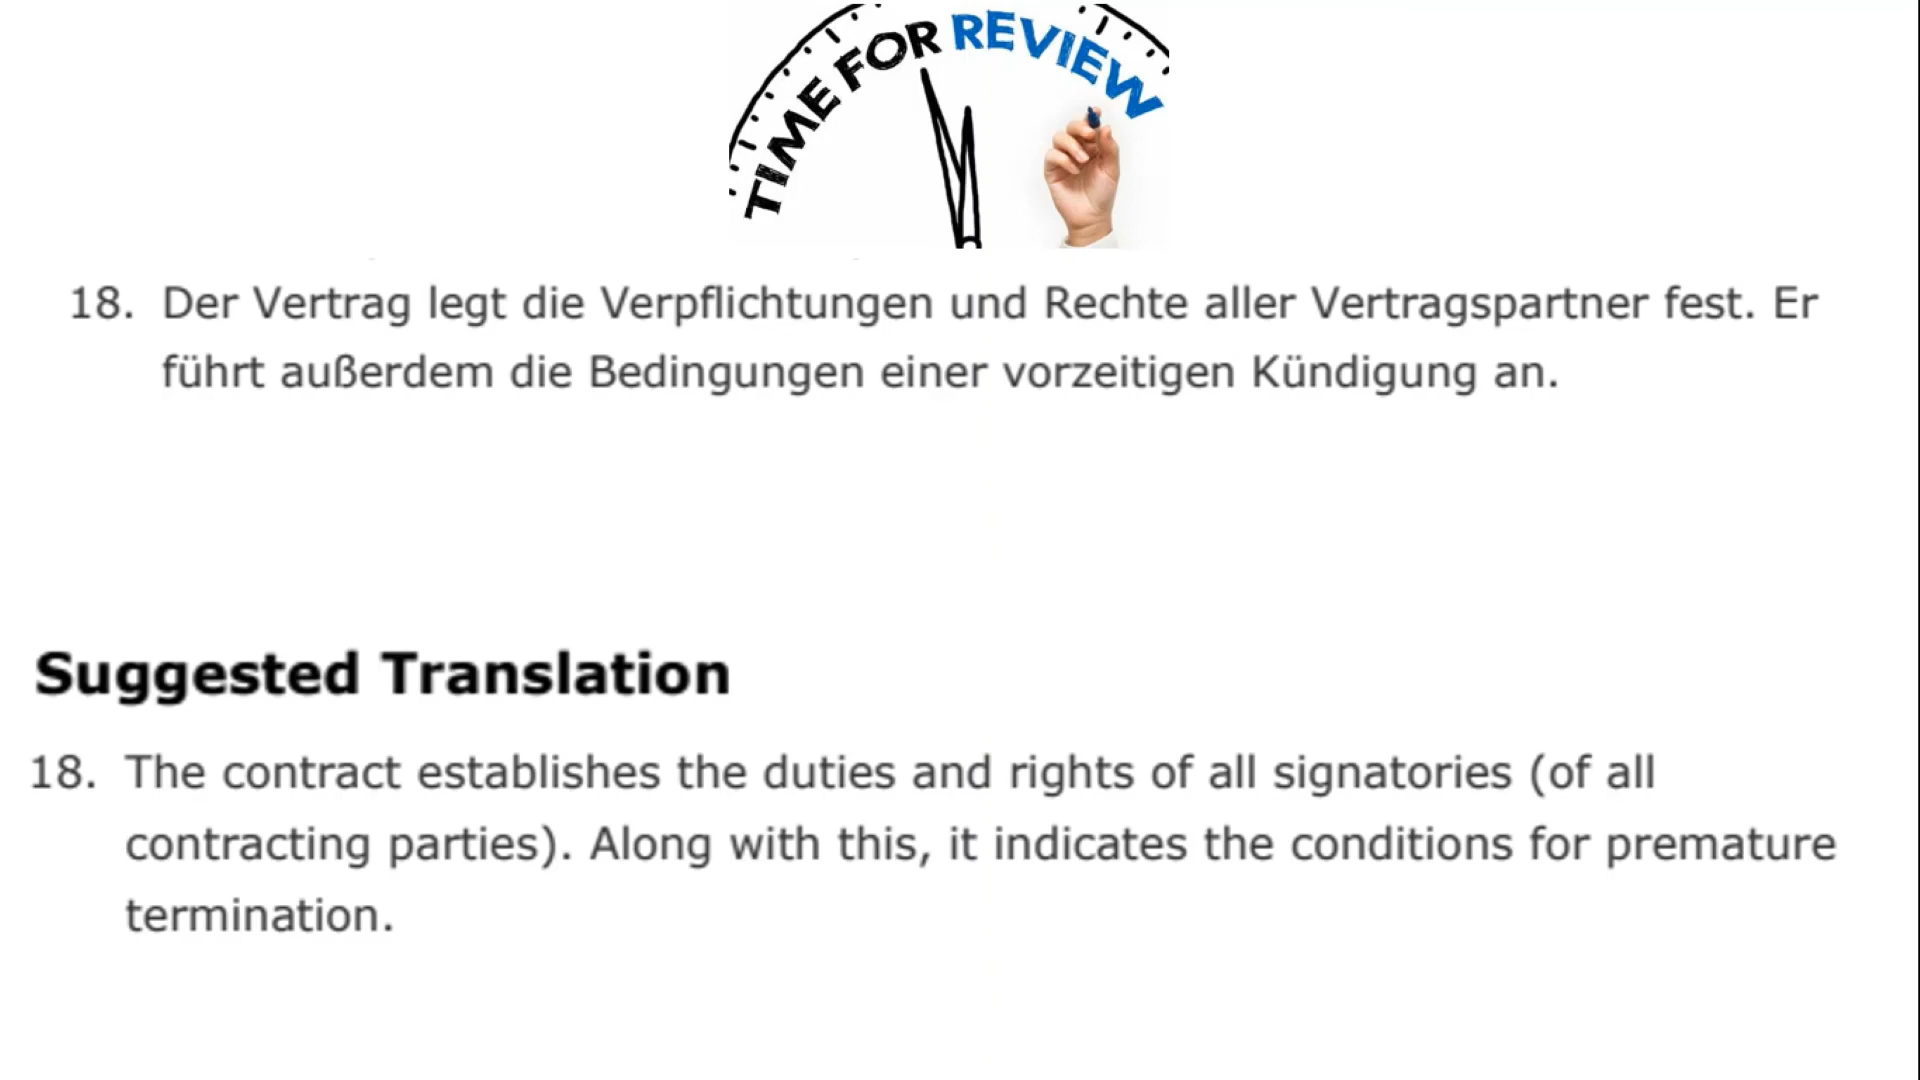 TIME FOR REVIEW
18. Der Vertrag legt die Verpflichtungen und Rechte aller Vertragspartner fest. Er
führt außerdem die Bedingungen einer vorzeitigen Kündigung an.
Suggested Translation
18. The contract establishes the duties and rights of all signatories (of all
contracting parties). Along with this, it indicates the conditions for premature
termination.